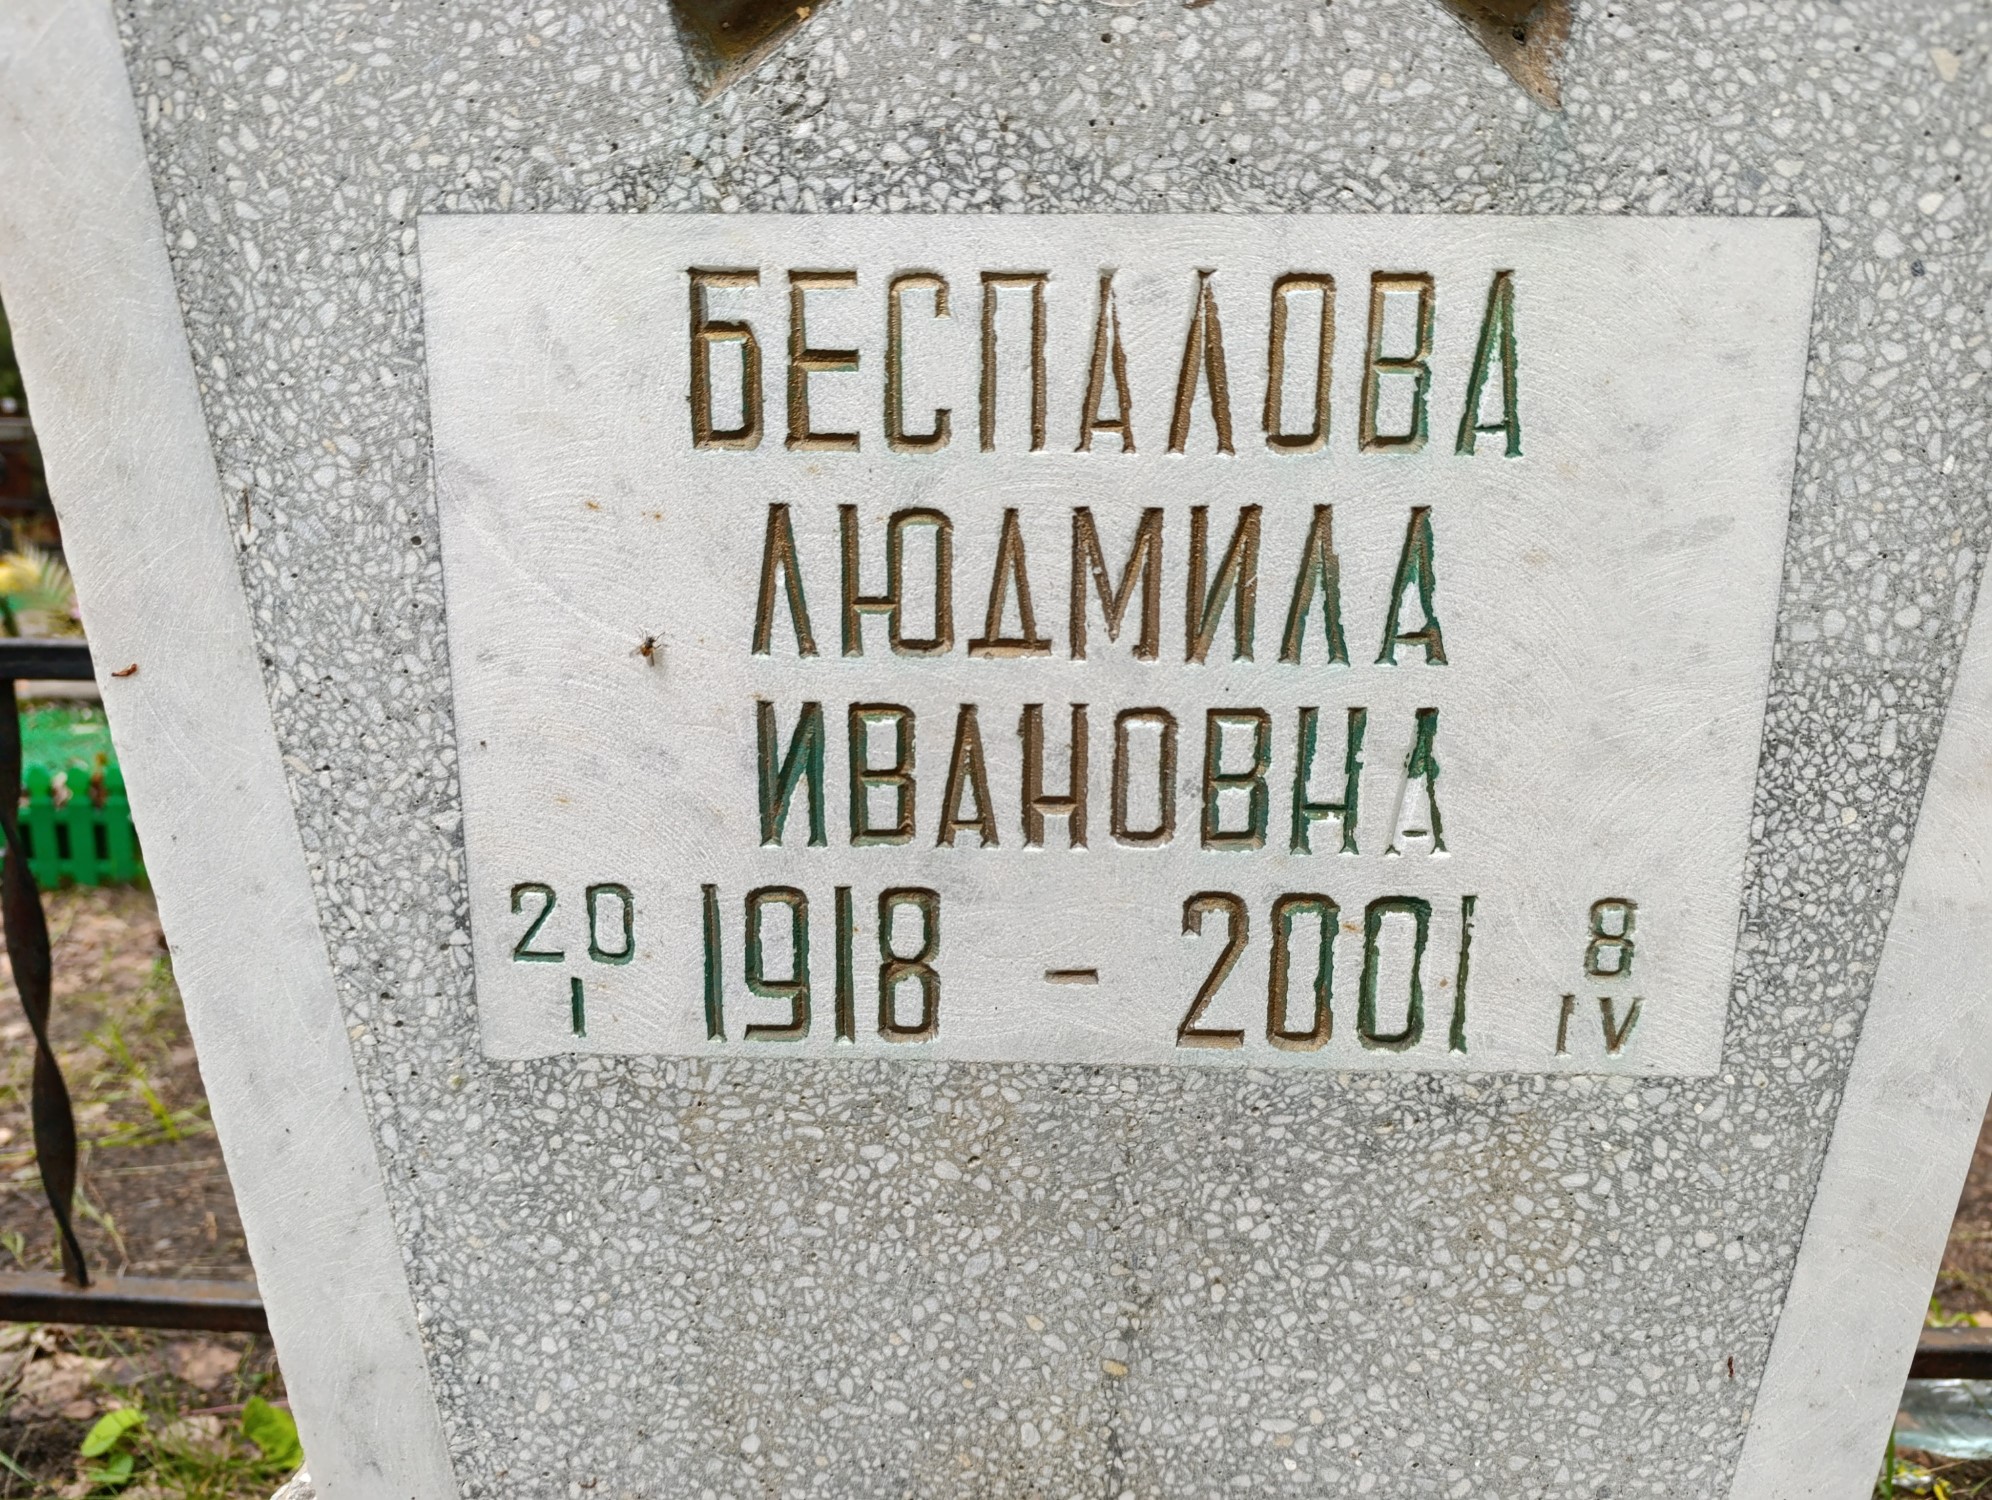 БЕСПАЛОВА
ЛЮДМИЛА
ИВАНОВНА
20 1918 - 2001 8
I IV